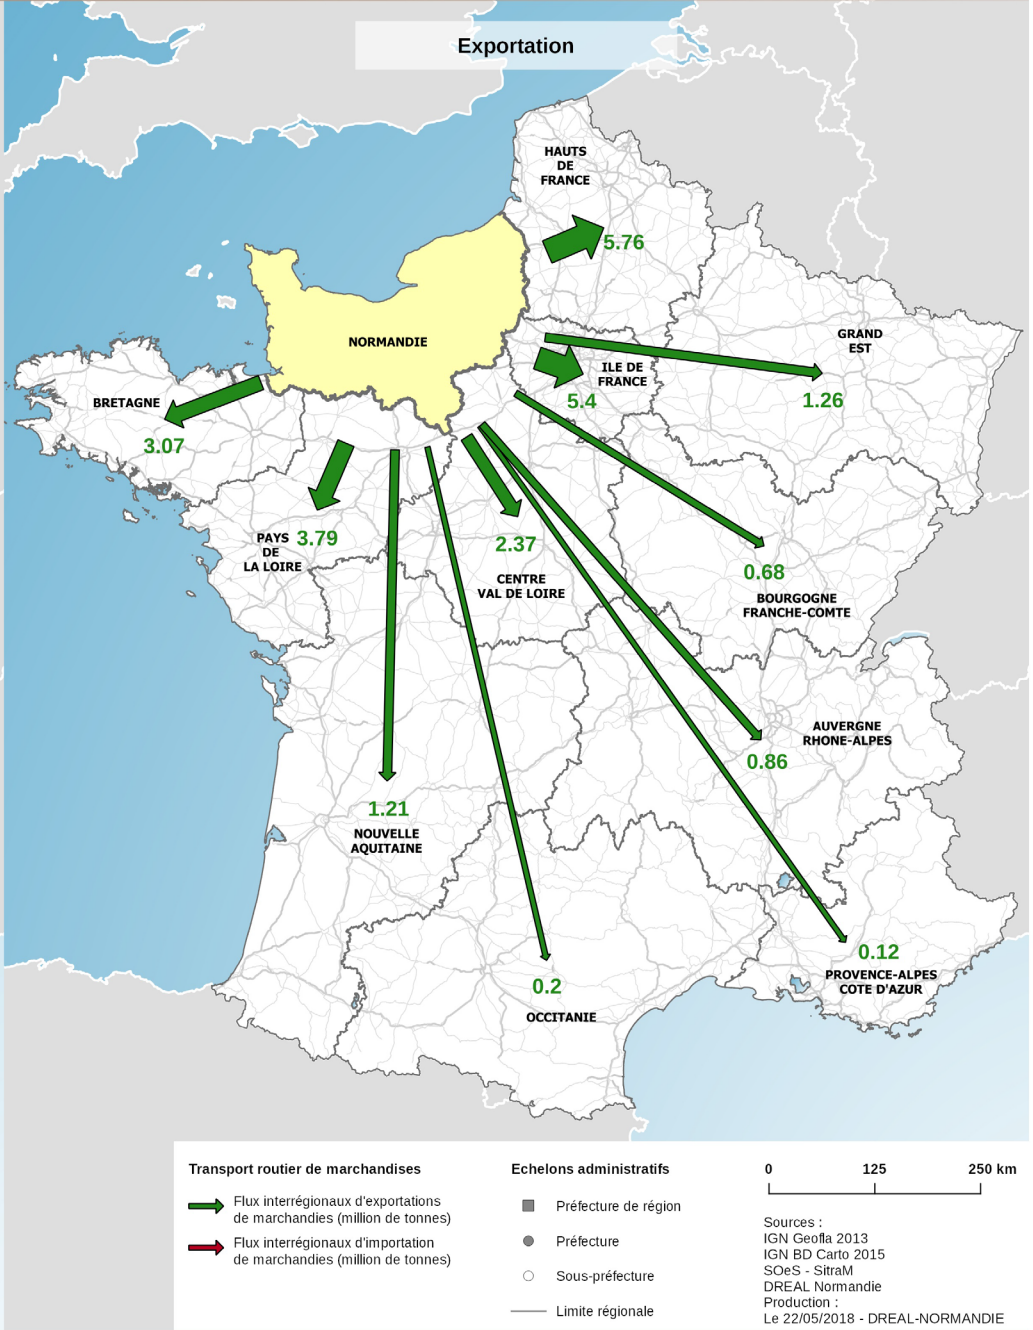 Exportation
HAUTS
DE
FRANCE
5.76
NORMANDIE
GRAND
EST
ILE DE
FRANCE
1.26
5.4
BRETAGNE
3.07
PAYS
DE
LA LOIRE
3.79
2.37
CENTRE
VAL DE LOIRE
0.68
BOURGOGNE
FRANCHE-COMTE
AUVERGNE
RHONE-ALPES
0.86
1.21
NOUVELLE
AQUITAINE
0.12
PROVENCE-ALPES
COTE D'AZUR
0.2
OCCITANIE
Transport routier de marchandises
Flux interrégionaux d'exportations
de marchandies (million de tonnes)
Flux interrégionaux d'importation
de marchandies (million de tonnes)
Echelons administratifs
Préfecture de région
Préfecture
Sous-préfecture
Limite régionale
0 125 250 km
Sources :
IGN Geofla 2013
IGN BD Carto 2015
SOeS - SitraM
DREAL Normandie
Production :
Le 22/05/2018 - DREAL-NORMANDIE